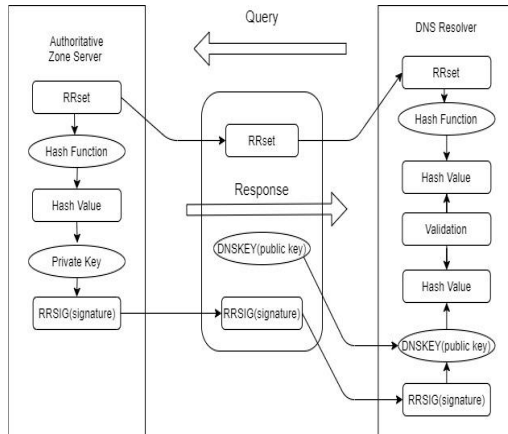 Authoritative
Zone Server
RRset
Hash Function
Hash Value
Private Key
RRSIG(signature)
Query
RRset
Response
DNSKEY(public key)
RRSIG(signature)
DNS Resolver
RRset
Hash Function
Hash Value
Validation
Hash Value
DNSKEY(public key)
RRSIG(signature)